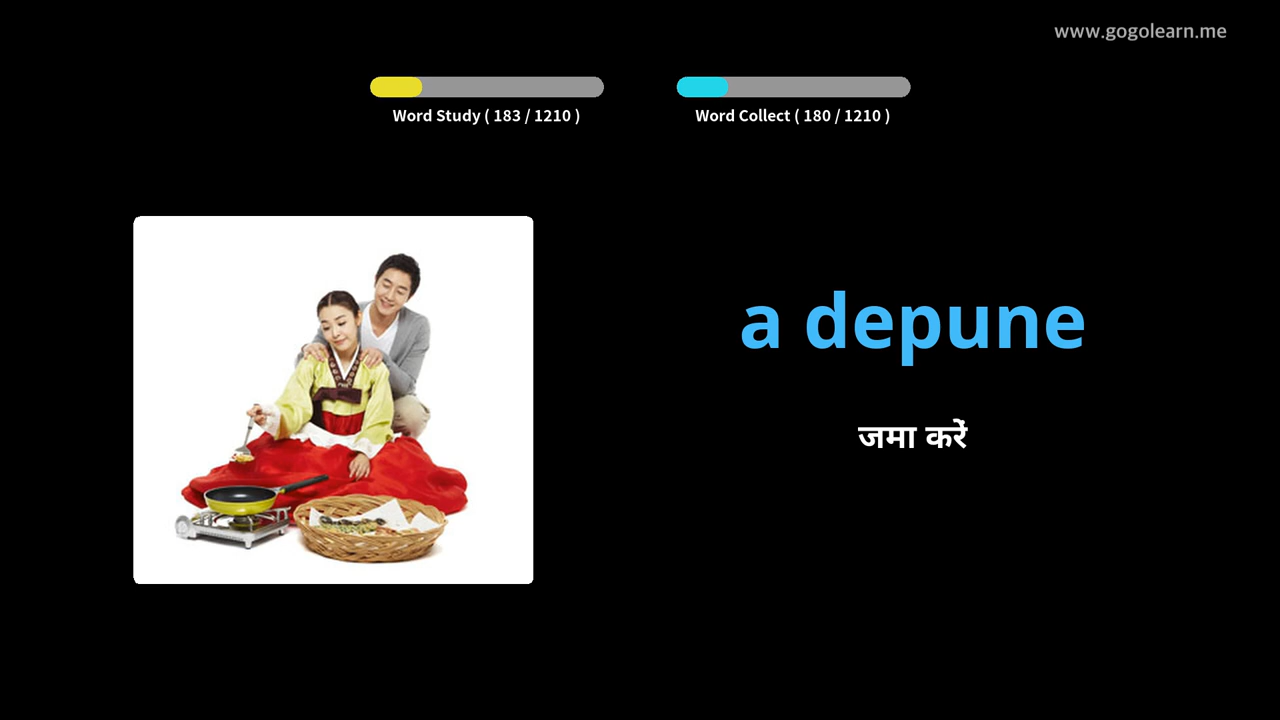 www.gogolearn.me
Word Study ( 183 / 1210 )
Word Collect ( 180 / 1210 )
a depune
जमा करें